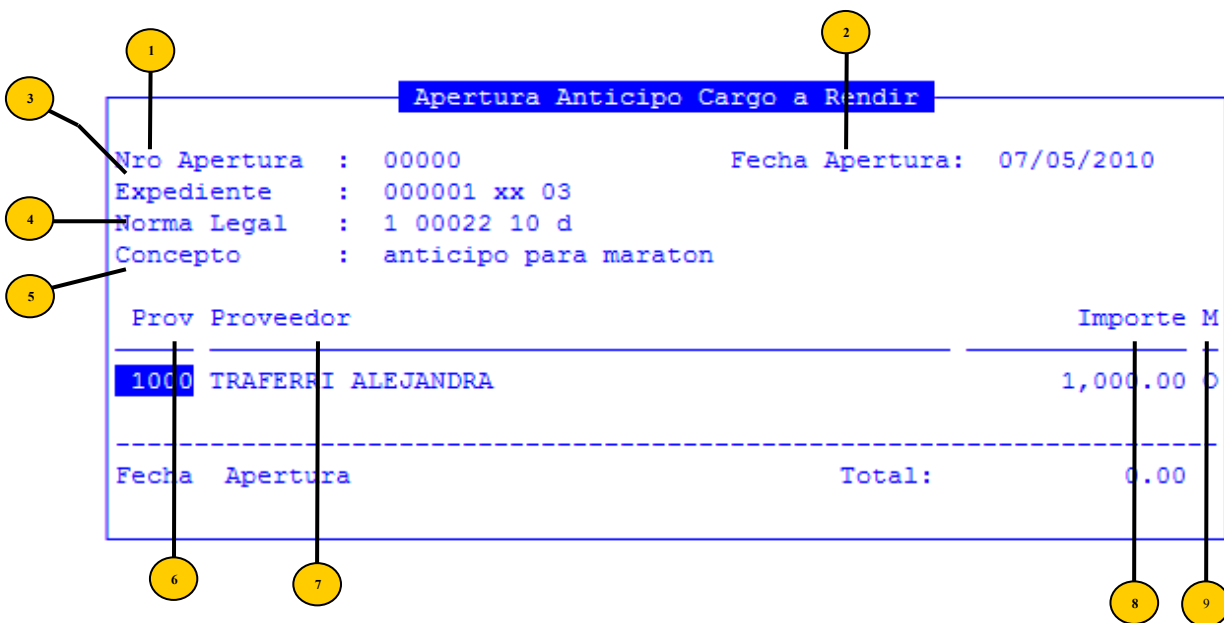 1
2
3
Apertura Anticipo Cargo a Rendir
Nro Apertura : 00000 Fecha Apertura: 07/05/2010
Expediente : 000001 xx 03
4
Norma Legal : 1 00022 10 d
Concepto : anticipo para maraton
5
Prov Proveedor Importe M
1000 TRAFERRI ALEJANDRA 1,000.00 O
Fecha Apertura Total: 0.00
6
7
8
9